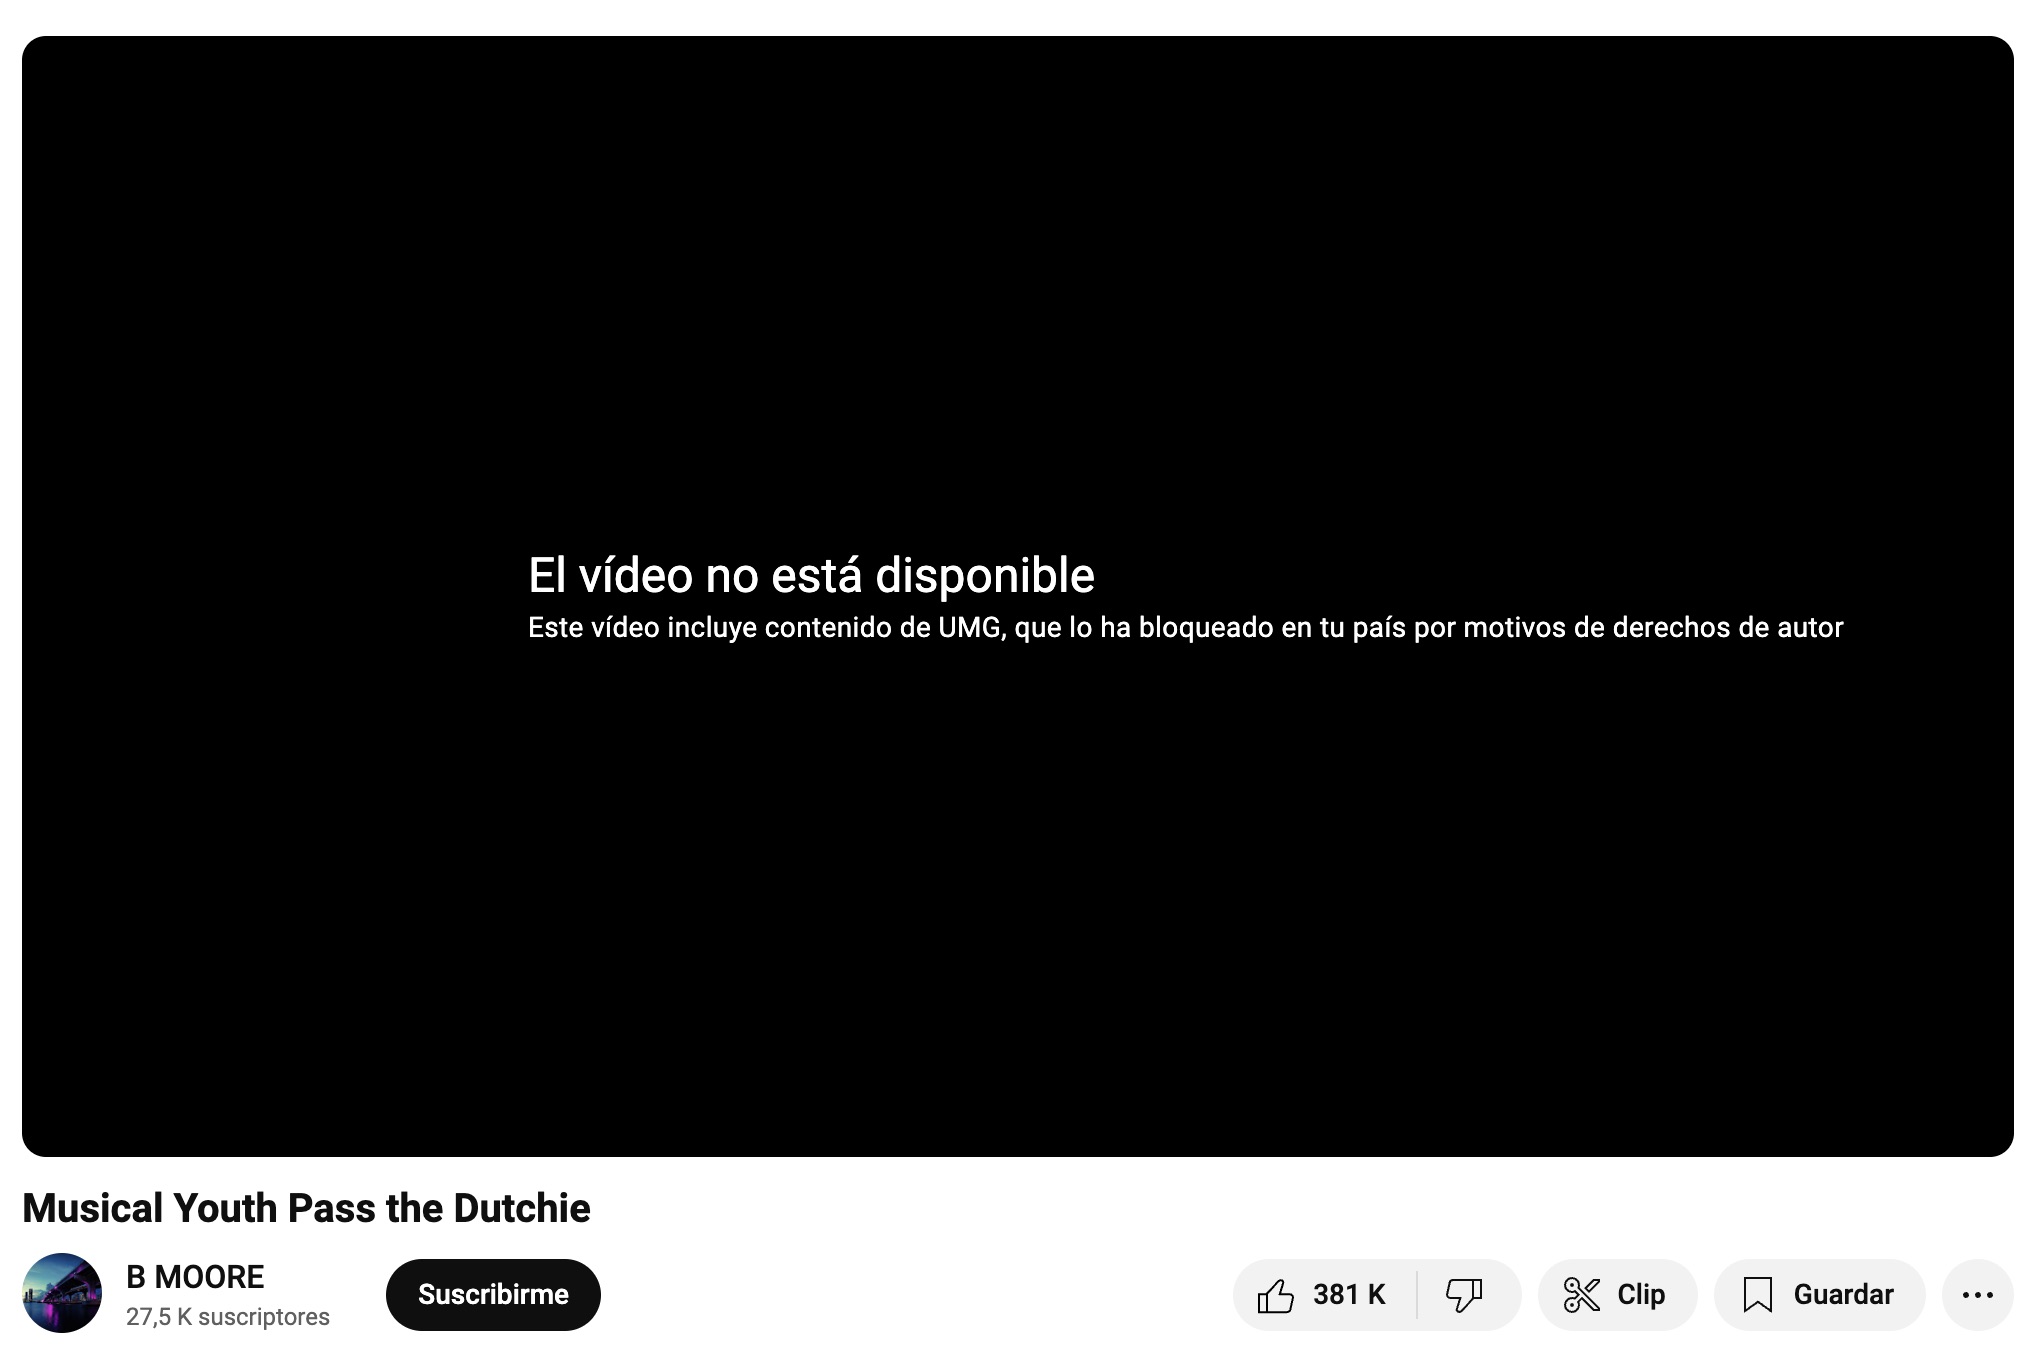 El vídeo no está disponible
Este vídeo incluye contenido de UMG, que lo ha bloqueado en tu país por motivos de derechos de autor
Musical Youth Pass the Dutchie
B MOORE
27,5 K suscriptores
Suscribirme
381 K
Clip
Guardar